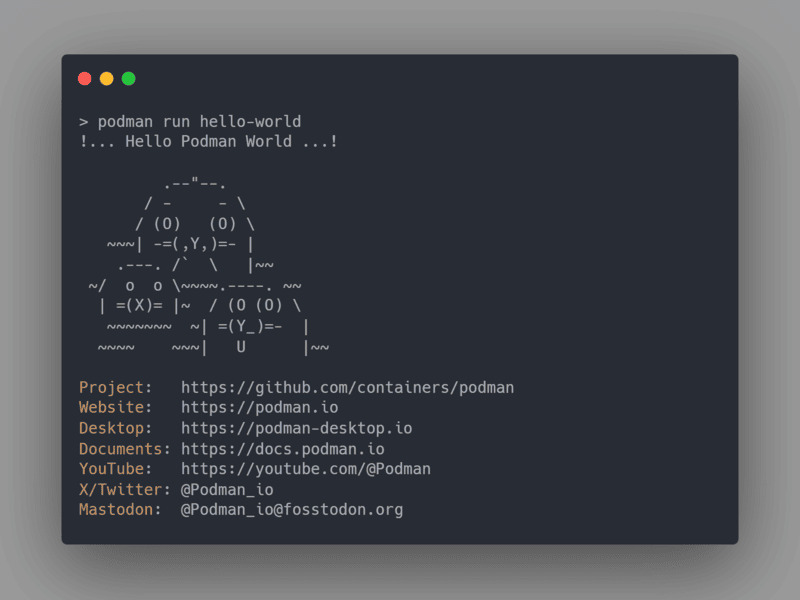 > podman run hello-world
!... Hello Podman World ...!

         .--"--.
       / -     - \
      / (O)   (O) \
   ~~~| -=(,Y,)=- |
    .---. /`  \   |~~
 ~/  o  o \~~~~.----. ~~
  | =(X)= |~  / (O (O) \
   ~~~~~~~  ~| =(Y_)=-  |
  ~~~~    ~~~|   U      |~~

Project:   https://github.com/containers/podman
Website:   https://podman.io
Desktop:   https://podman-desktop.io
Documents: https://docs.podman.io
YouTube:   https://youtube.com/@Podman
X/Twitter: @Podman_io
Mastodon:  @Podman_io@fosstodon.org